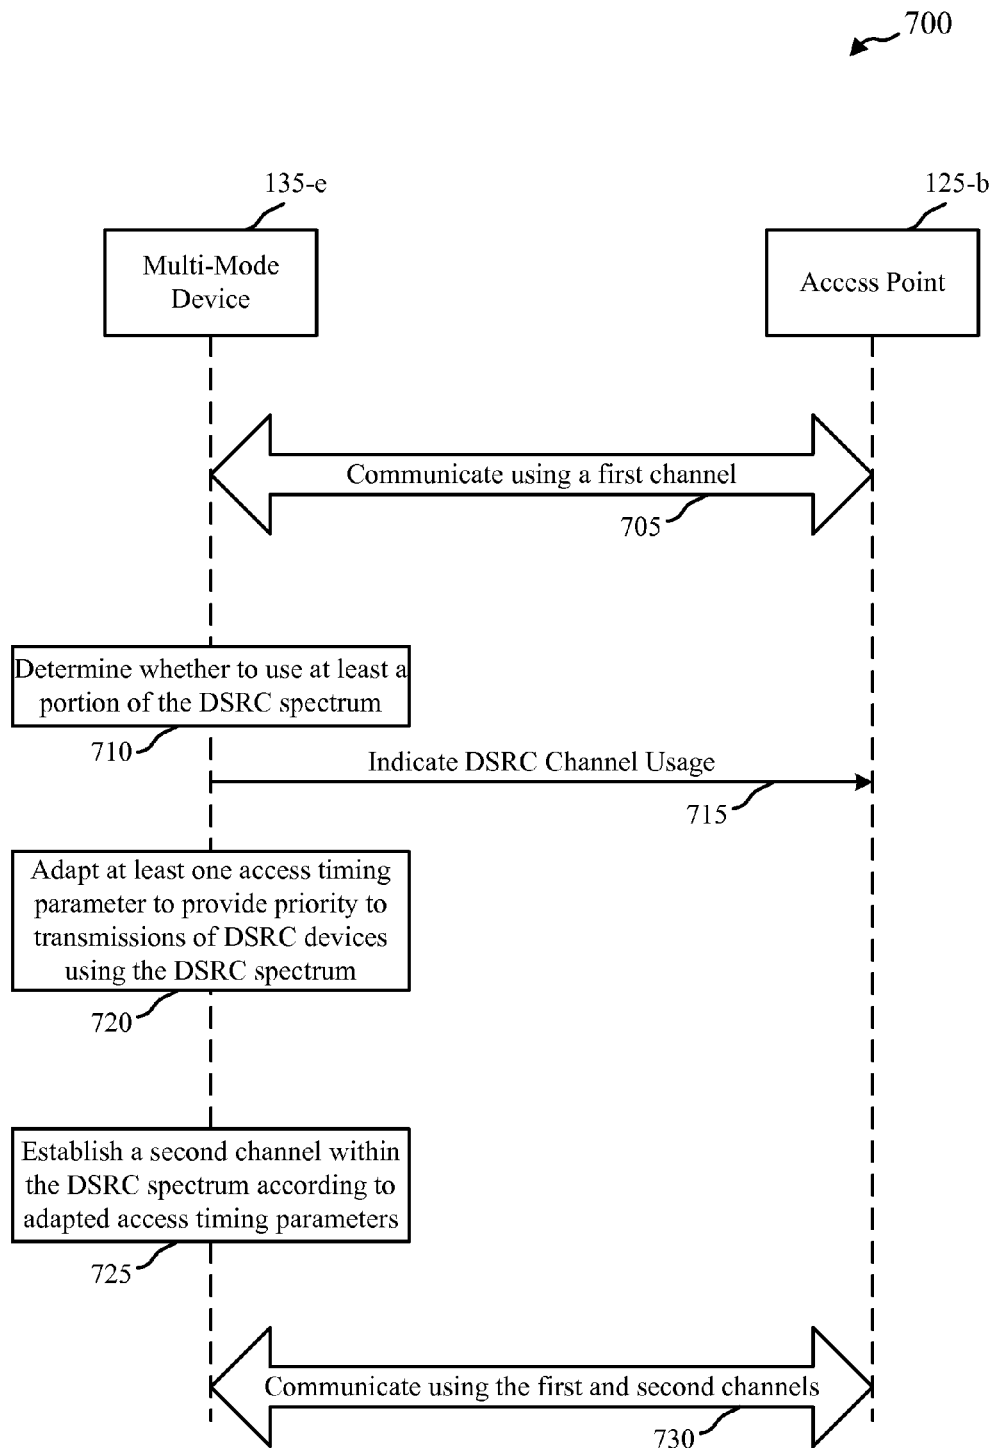 700
135-e
125-b
Multi-Mode
Device
Access Point
Communicate using a first channel
705
Determine whether to use at least a
portion of the DSRC spectrum
710
Indicate DSRC Channel Usage
715
Adapt at least one access timing
parameter to provide priority to
transmissions of DSRC devices
using the DSRC spectrum
720
Establish a second channel within
the DSRC spectrum according to
adapted access timing parameters
725
Communicate using the first and second channels
730